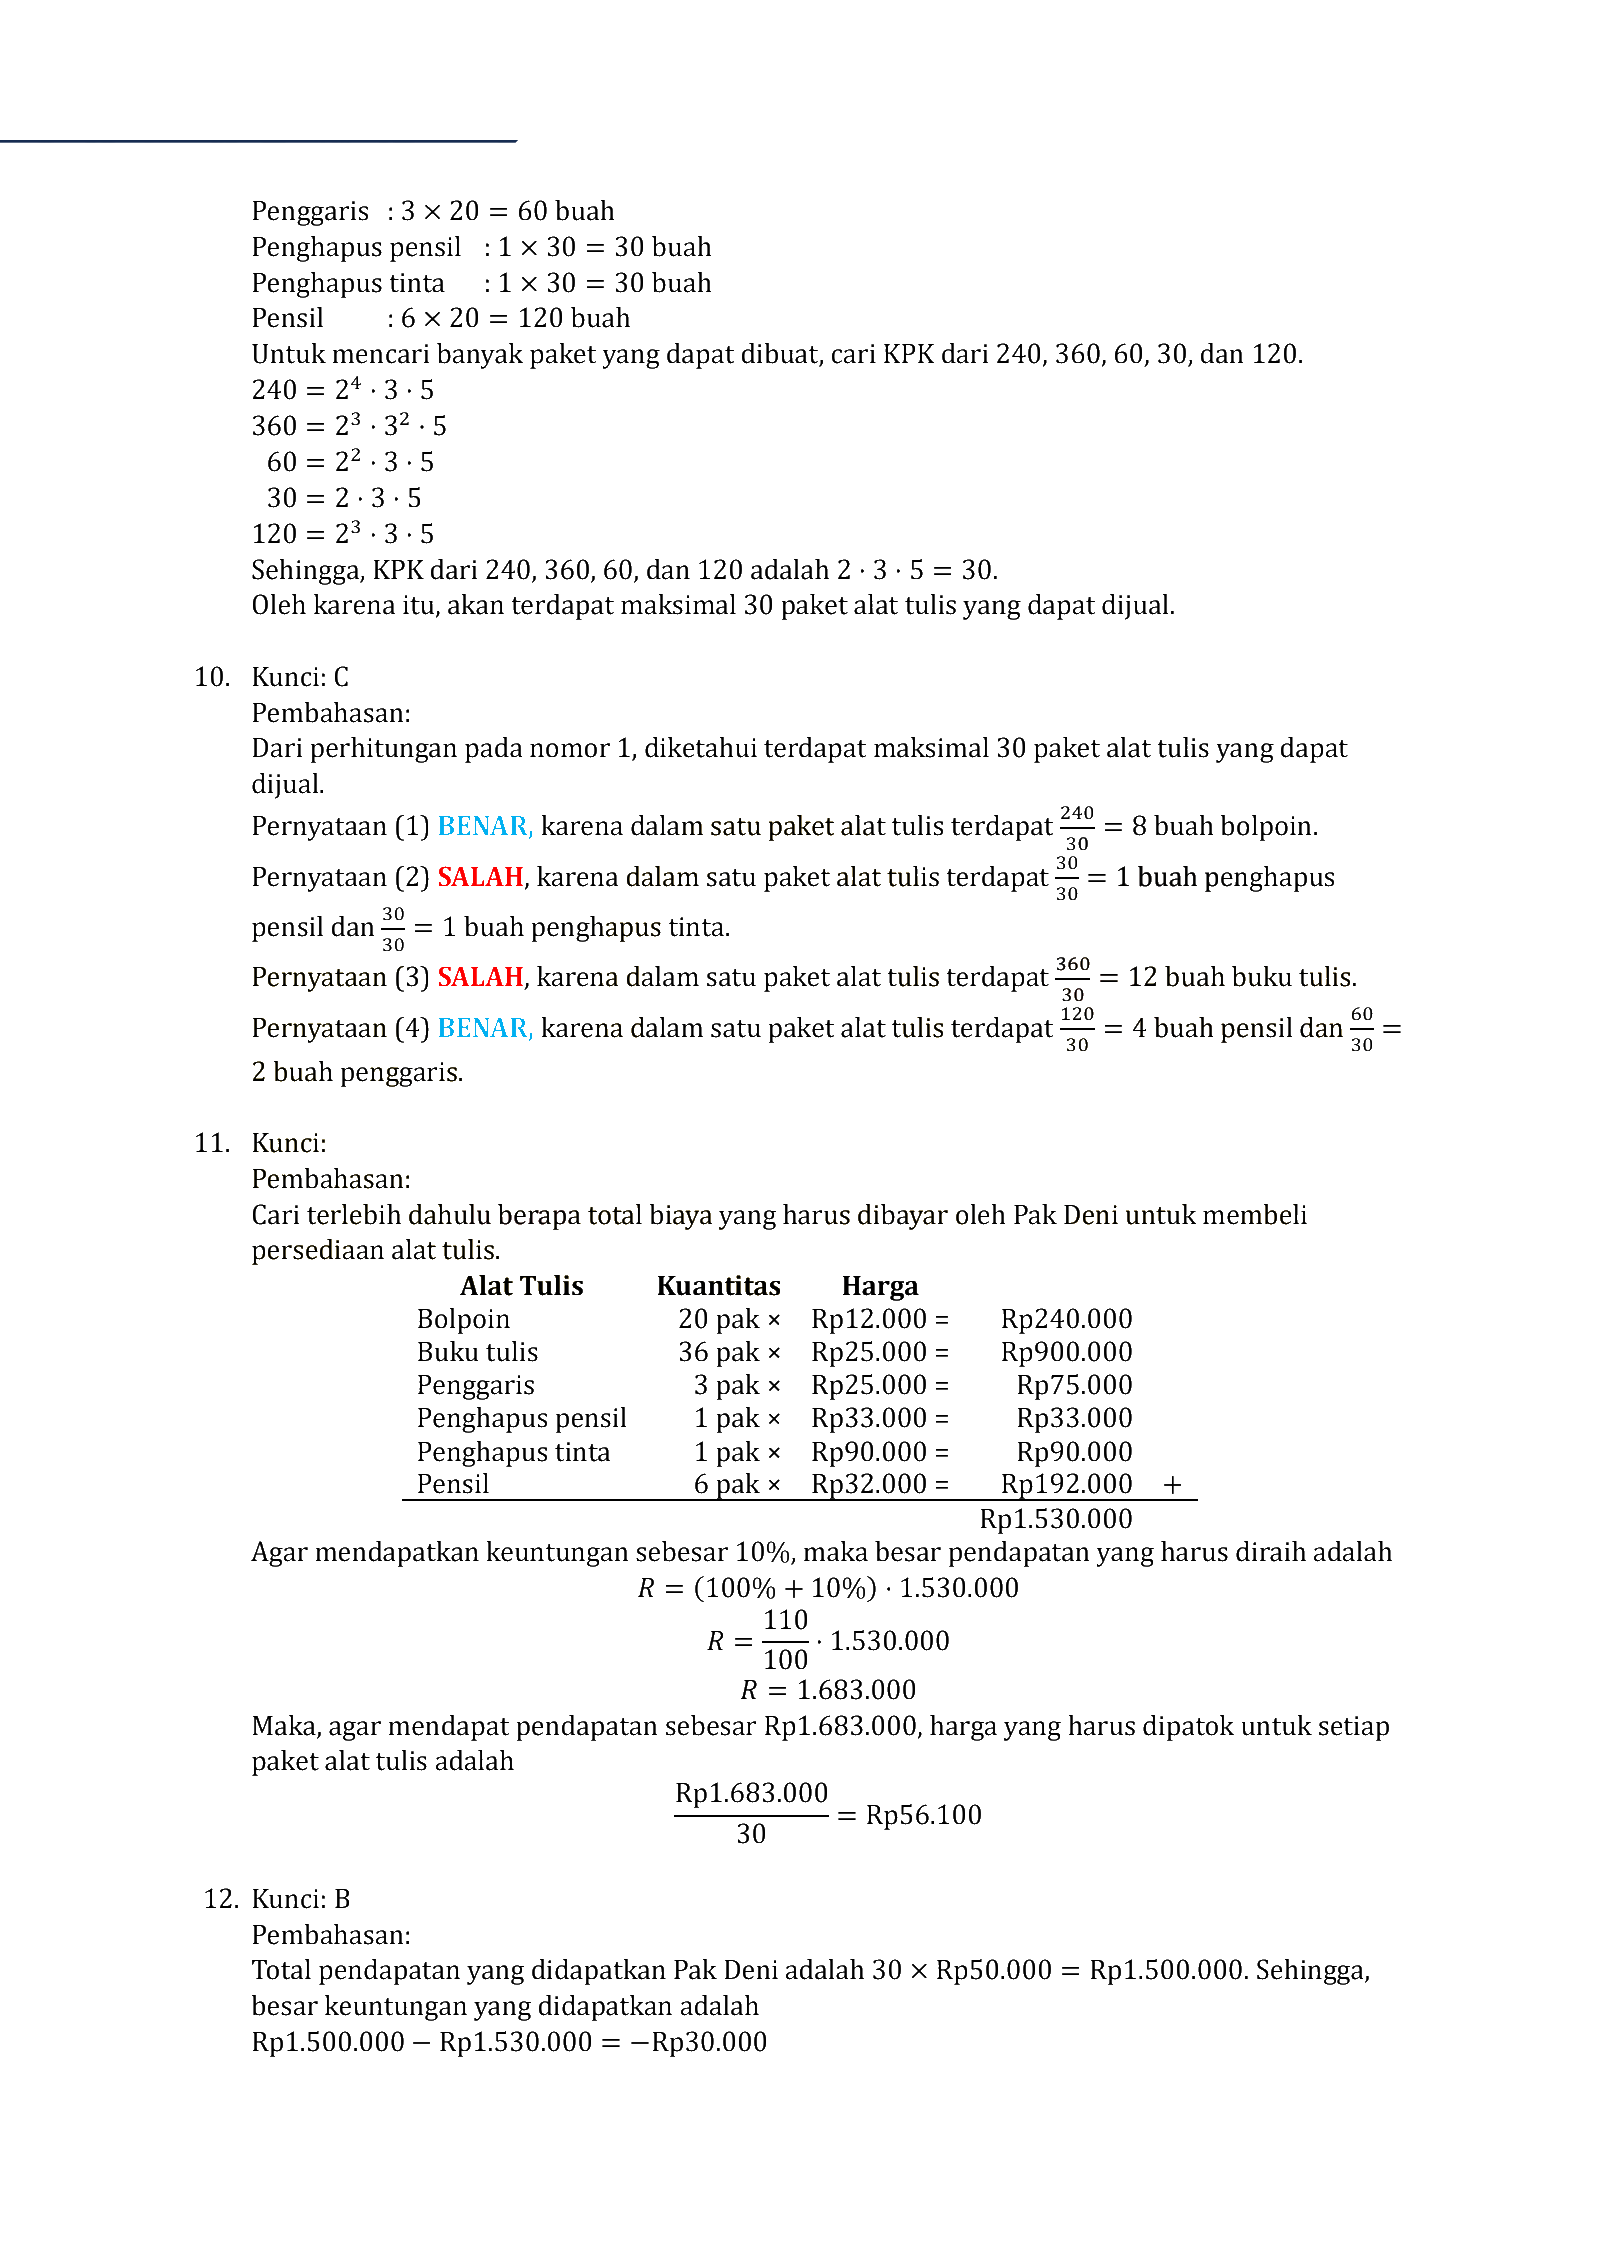 Penggaris : 3 × 20 = 60 buah
Penghapus pensil : 1 × 30 = 30 buah
Penghapus tinta : 1 × 30 = 30 buah
Pensil : 6 × 20 = 120 buah
Untuk mencari banyak paket yang dapat dibuat, cari KPK dari 240, 360, 60, 30, dan 120.
240 = 2⁴ · 3 · 5
360 = 2³ · 3² · 5
60 = 2² · 3 · 5
30 = 2 · 3 · 5
120 = 2³ · 3 · 5
Sehingga, KPK dari 240, 360, 60, dan 120 adalah 2 · 3 · 5 = 30.
Oleh karena itu, akan terdapat maksimal 30 paket alat tulis yang dapat dijual.
10. Kunci: C
Pembahasan:
Dari perhitungan pada nomor 1, diketahui terdapat maksimal 30 paket alat tulis yang dapat
dijual.
Pernyataan (1) BENAR, karena dalam satu paket alat tulis terdapat 240/30 = 8 buah bolpoin.
Pernyataan (2) SALAH, karena dalam satu paket alat tulis terdapat 30/30 = 1 buah penghapus
pensil dan 30/30 = 1 buah penghapus tinta.
Pernyataan (3) SALAH, karena dalam satu paket alat tulis terdapat 360/30 = 12 buah buku tulis.
Pernyataan (4) BENAR, karena dalam satu paket alat tulis terdapat 120/30 = 4 buah pensil dan 60/30 =
2 buah penggaris.
11. Kunci:
Pembahasan:
Cari terlebih dahulu berapa total biaya yang harus dibayar oleh Pak Deni untuk membeli
persediaan alat tulis.
Alat Tulis Kuantitas Harga
Bolpoin 20 pak × Rp12.000 = Rp240.000
Buku tulis 36 pak × Rp25.000 = Rp900.000
Penggaris 3 pak × Rp25.000 = Rp75.000
Penghapus pensil 1 pak × Rp33.000 = Rp33.000
Penghapus tinta 1 pak × Rp90.000 = Rp90.000
Pensil 6 pak × Rp32.000 = Rp192.000 +
Rp1.530.000
Agar mendapatkan keuntungan sebesar 10%, maka besar pendapatan yang harus diraih adalah
R = (100% + 10%) · 1.530.000
R = 110/100 · 1.530.000
R = 1.683.000
Maka, agar mendapat pendapatan sebesar Rp1.683.000, harga yang harus dipatok untuk setiap
paket alat tulis adalah
Rp1.683.000/30 = Rp56.100
12. Kunci: B
Pembahasan:
Total pendapatan yang didapatkan Pak Deni adalah 30 × Rp50.000 = Rp1.500.000. Sehingga,
besar keuntungan yang didapatkan adalah
Rp1.500.000 − Rp1.530.000 = −Rp30.000